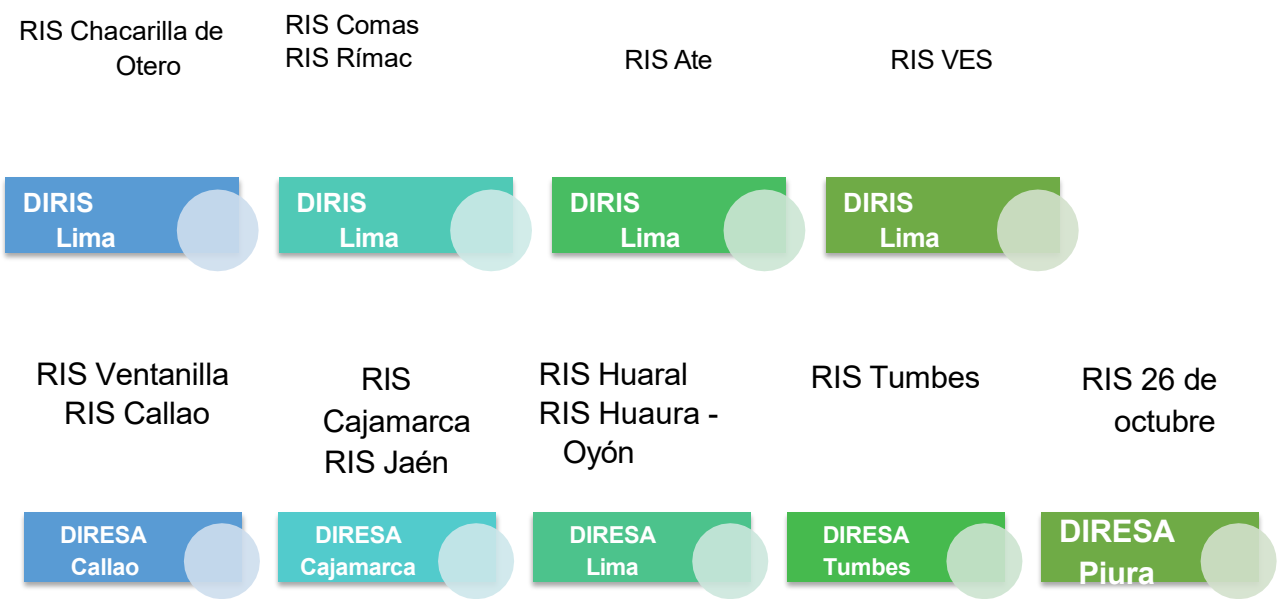 RIS Chacarilla de
Otero
RIS Comas
RIS Rímac
RIS Ate
RIS VES
DIRIS
Lima
DIRIS
Lima
DIRIS
Lima
DIRIS
Lima
RIS Ventanilla
RIS Callao
RIS
Cajamarca
RIS Jaén
RIS Huaral
RIS Huaura -
Oyón
RIS Tumbes
RIS 26 de
octubre
DIRESA
Callao
DIRESA
Cajamarca
DIRESA
Lima
DIRESA
Tumbes
DIRESA
Piura